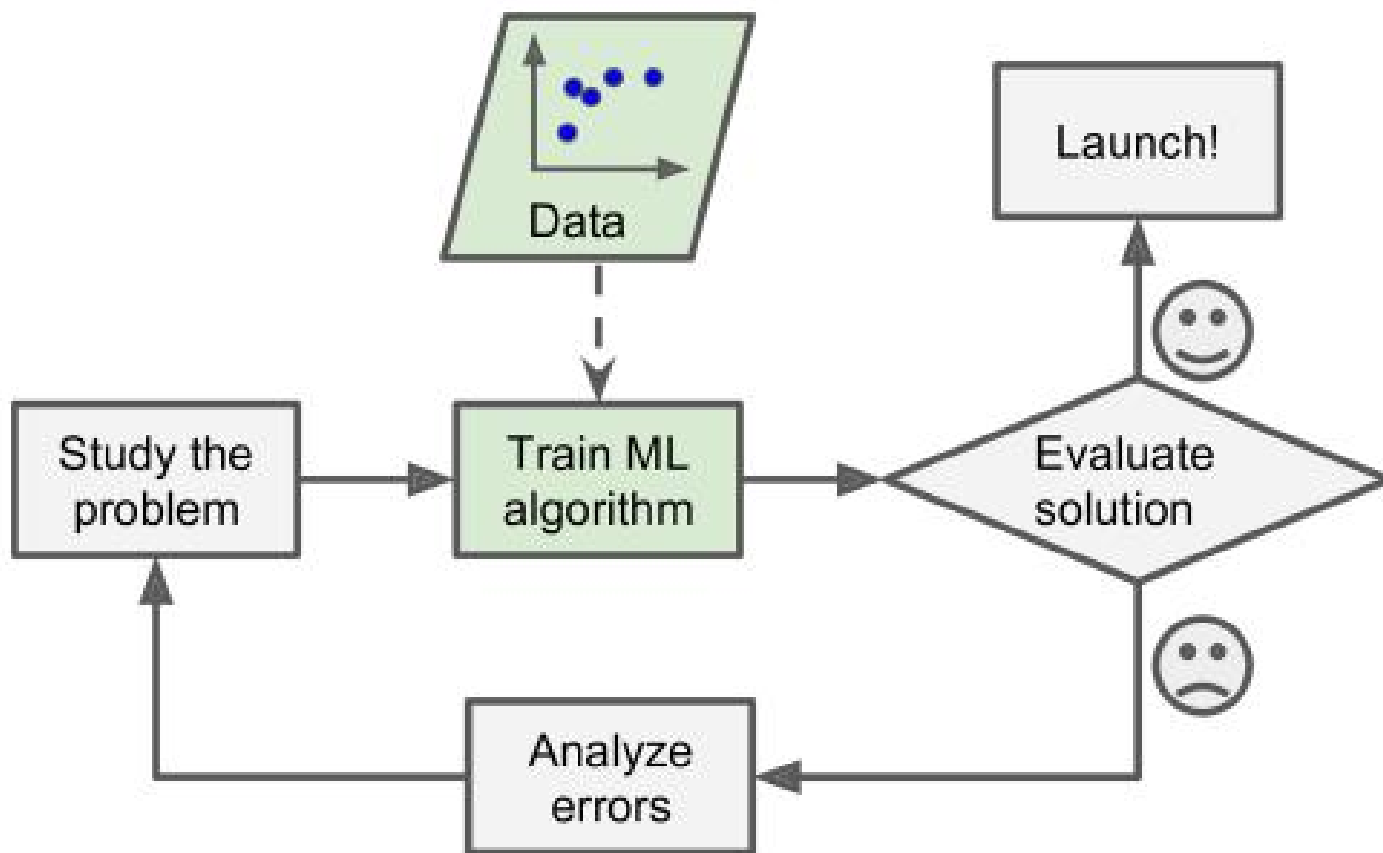 Data
Launch!
Study the
problem
Train ML
algorithm
Evaluate
solution
Analyze
errors